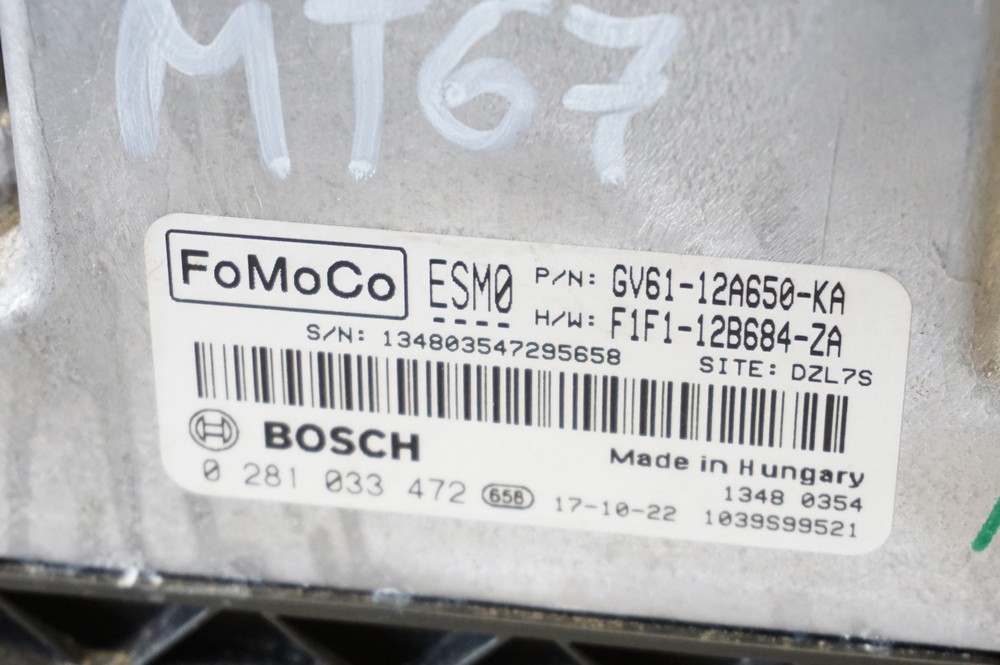 MT67
FoMoCo ESM0 P/N: GV61-12A650-KA
H/W: F1F1-12B684-ZA
S/N: 134803547295658 SITE: DZL7S
BOSCH Made in Hungary
0 281 033 472 658 17-10-22 1348 0354
1039S99521